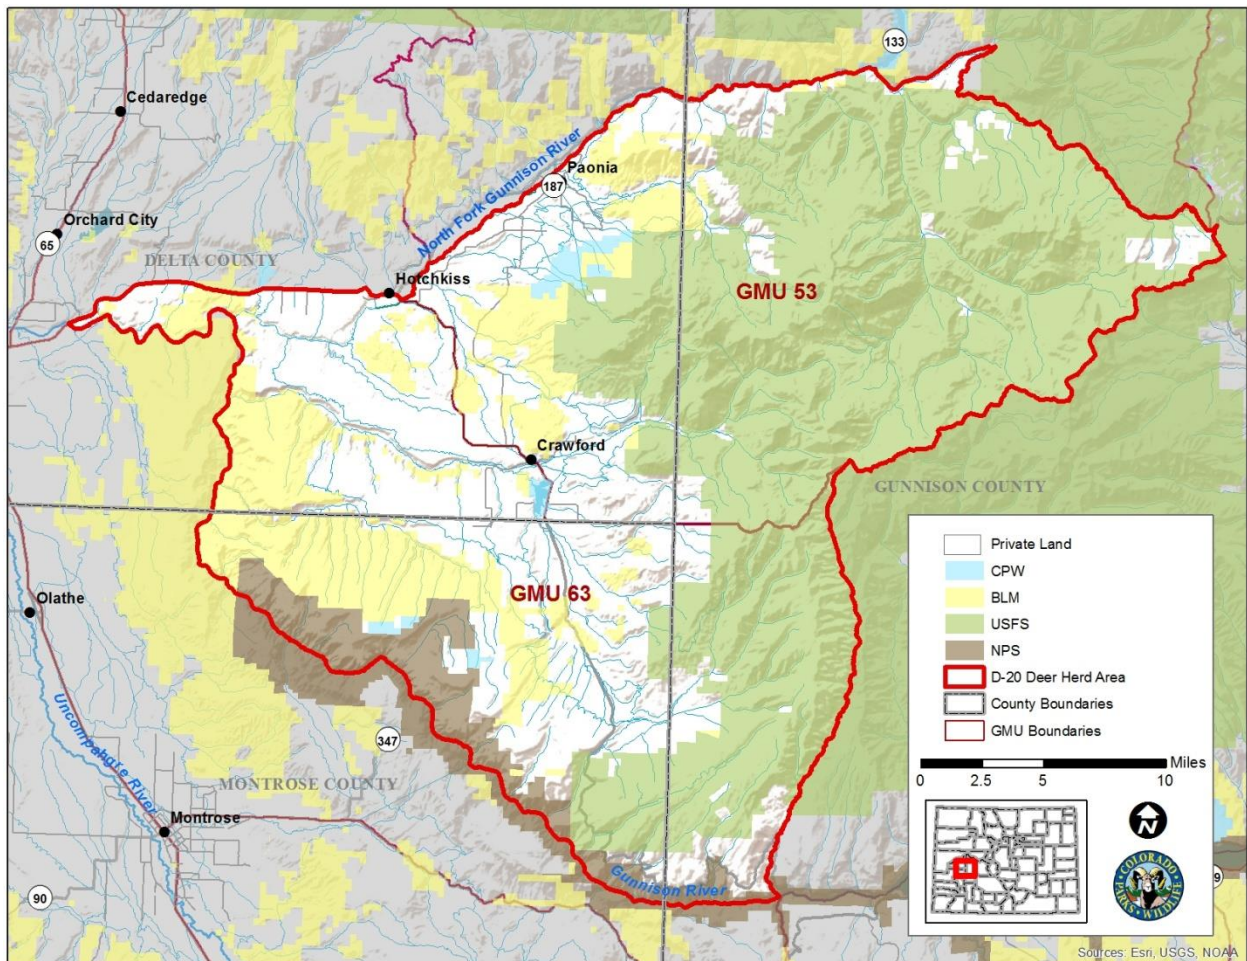 133
Cedaredge
North Fork Gunnison River
Paonia
187
Orchard City
65
DELTA COUNTY
Hotchkiss
GMU 53
Crawford
GUNNISON COUNTY
GMU 63
Olathe
Uncompahgre River
347
MONTROSE COUNTY
Montrose
Gunnison River
90
Private Land
CPW
BLM
USFS
NPS
D-20 Deer Herd Area
County Boundaries
GMU Boundaries
Miles
0 2.5 5 10
N
COLORADO
PARKS
WILDLIFE
9
Sources: Esri, USGS, NOAA